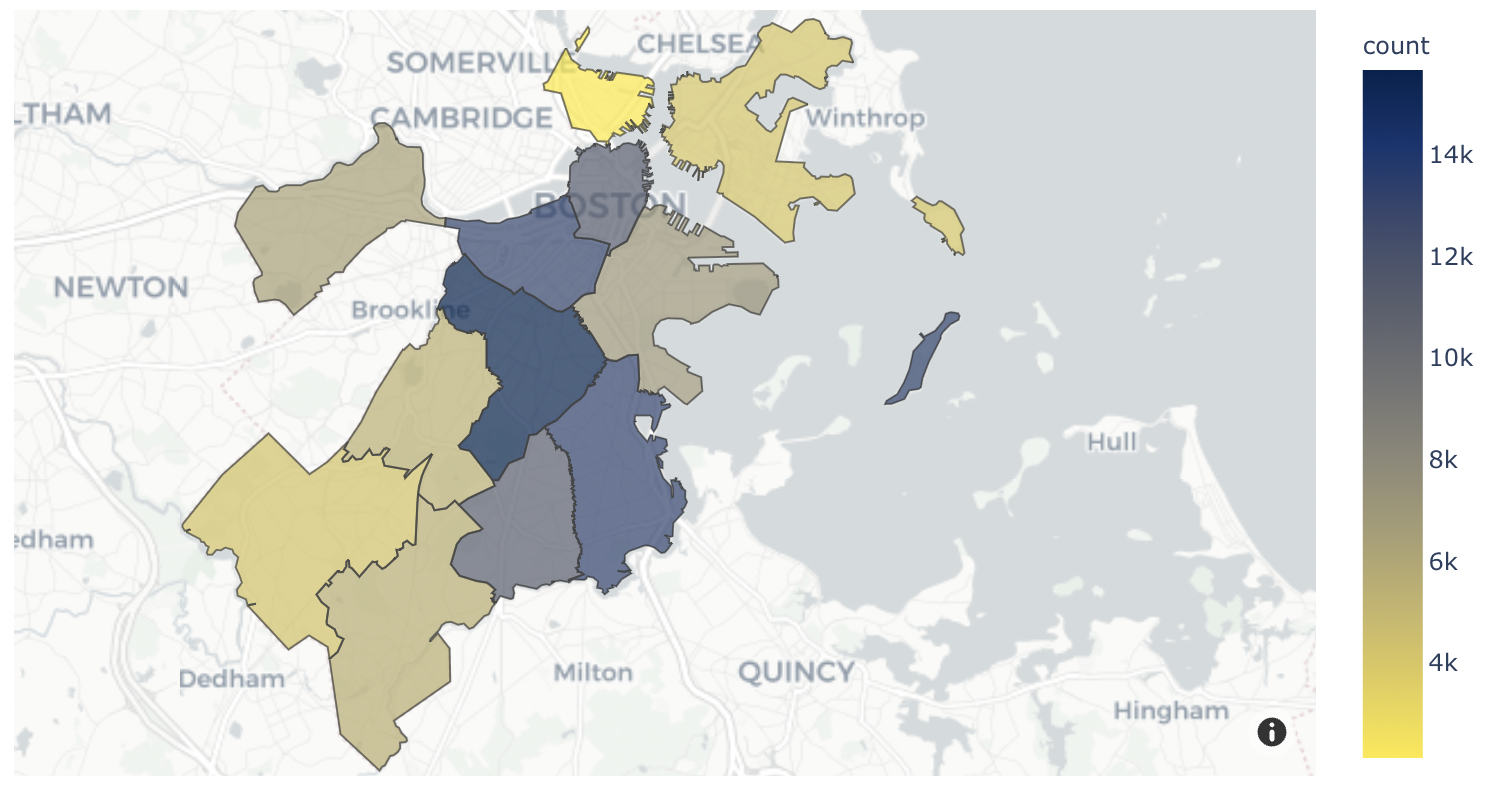 count
CHELSEA
SOMERVILLE
LTHAM
CAMBRIDGE
Winthrop
14k
BOSTON
12k
NEWTON
Brookline
10k
Hull
8k
edham
6k
Dedham
Milton
QUINCY
4k
Hingham